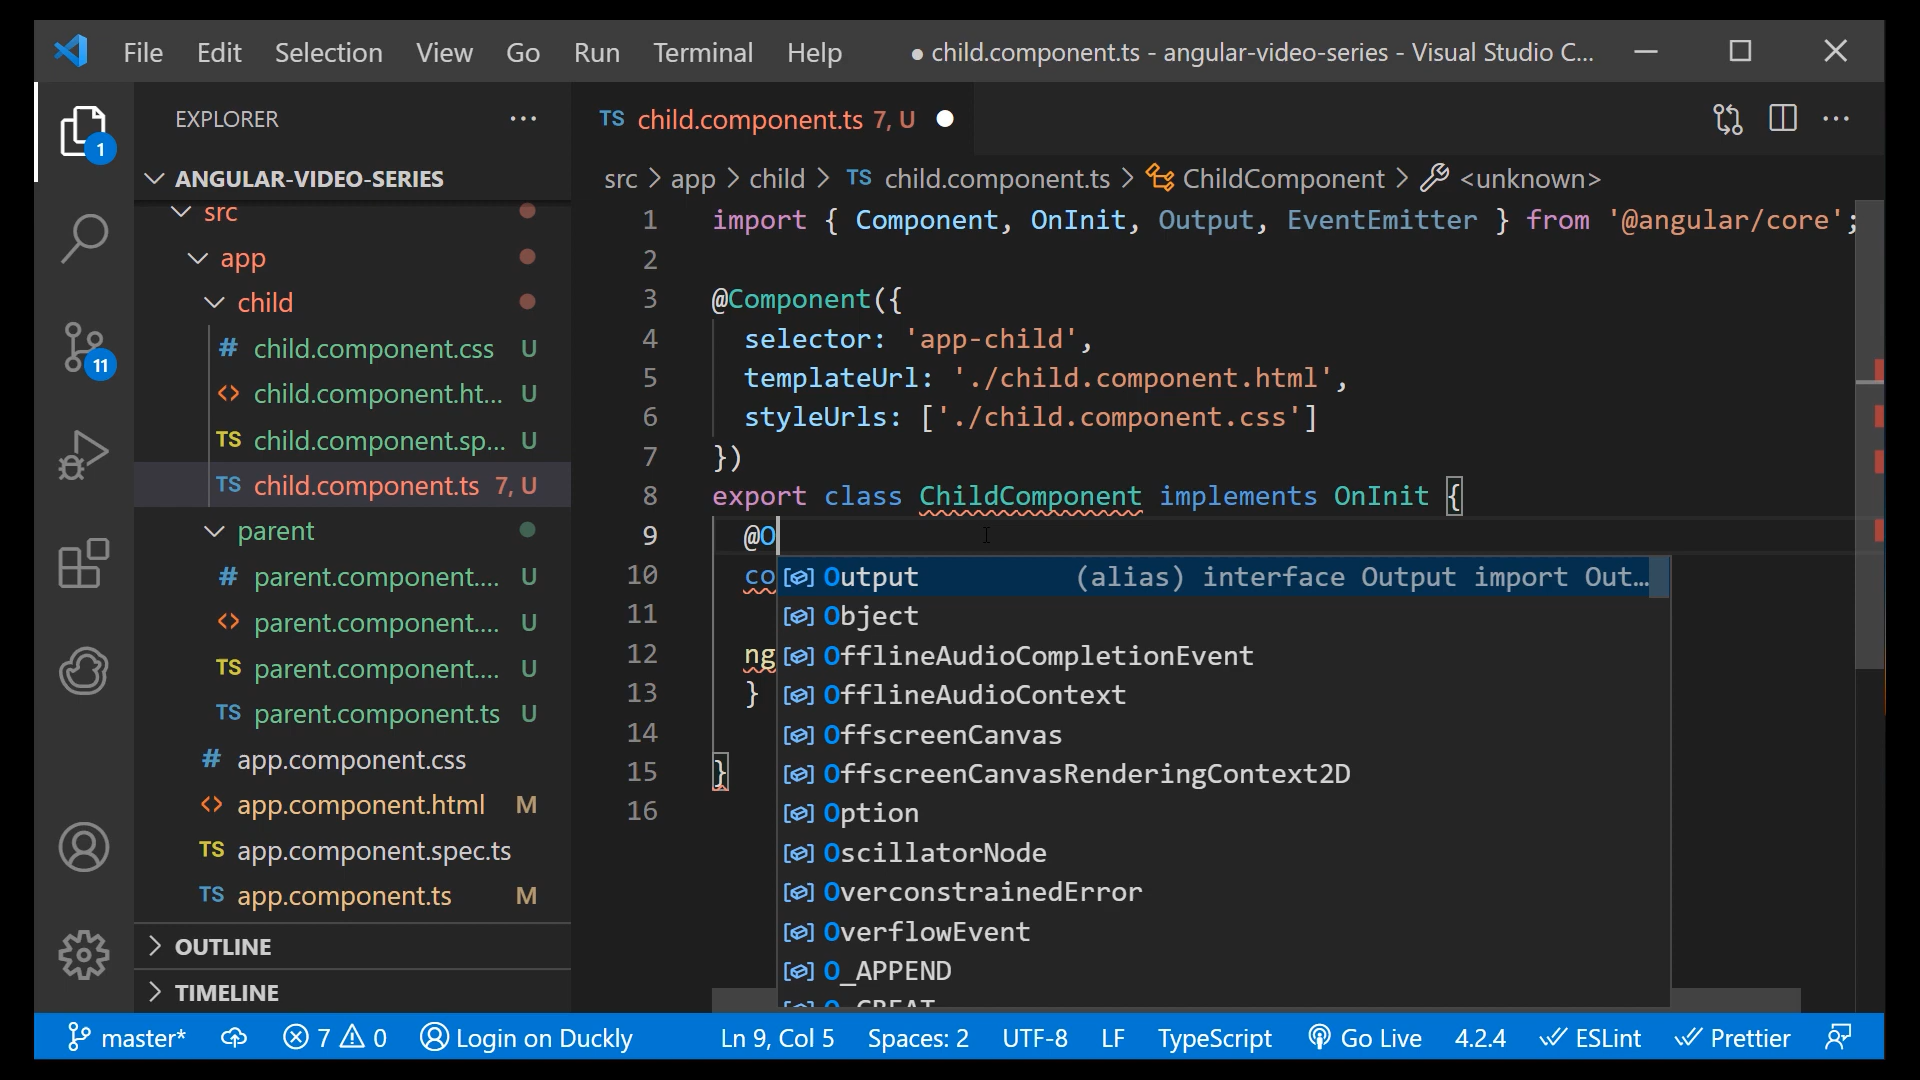 File Edit Selection View Go Run Terminal Help ● child.component.ts - angular-video-series - Visual Studio C...
EXPLORER ...
1
ANGULAR-VIDEO-SERIES
src
app
child
# child.component.css U
<> child.component.ht... U
TS child.component.sp... U
TS child.component.ts 7, U
parent
# parent.component.... U
<> parent.component.... U
TS parent.component.... U
TS parent.component.ts U
# app.component.css
<> app.component.html M
TS app.component.spec.ts
TS app.component.ts M
OUTLINE
TIMELINE
11
TS child.component.ts 7, U ●
src > app > child > TS child.component.ts > ChildComponent > <unknown>
1 import { Component, OnInit, Output, EventEmitter } from '@angular/core';
2
3 @Component({
4 selector: 'app-child',
5 templateUrl: './child.component.html',
6 styleUrls: ['./child.component.css']
7 })
8 export class ChildComponent implements OnInit {
9 @O
10 co
11
12 ng
13 }
14
15 }
16
Output (alias) interface Output import Out...
Object
OfflineAudioCompletionEvent
OfflineAudioContext
OffscreenCanvas
OffscreenCanvasRenderingContext2D
Option
OscillatorNode
OverconstrainedError
OverflowEvent
O_APPEND
master* 7 0 Login on Duckly Ln 9, Col 5 Spaces: 2 UTF-8 LF TypeScript Go Live 4.2.4 ESLint Prettier